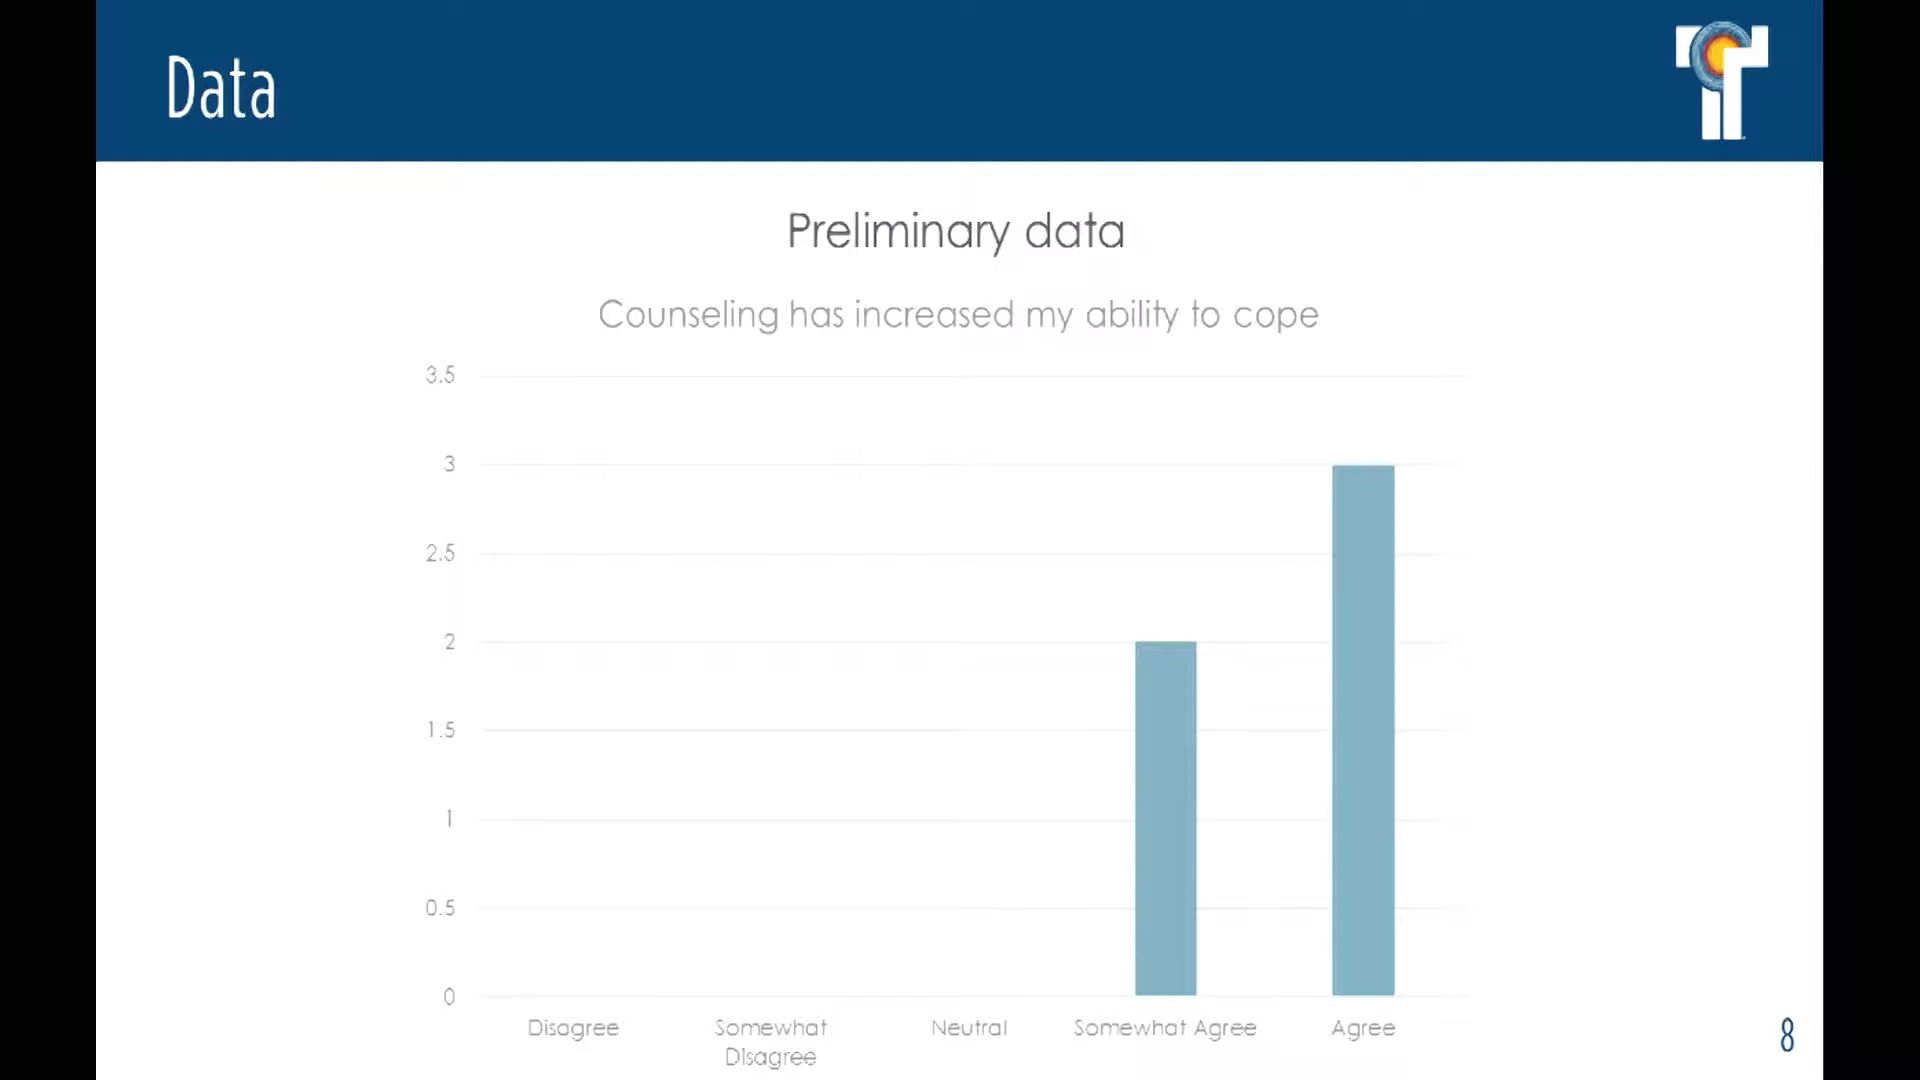 Data
Preliminary data
Counseling has increased my ability to cope
3.5
3
2.5
2
1.5
1
0.5
0
Disagree
Somewhat
Disagree
Neutral
Somewhat Agree
Agree
8